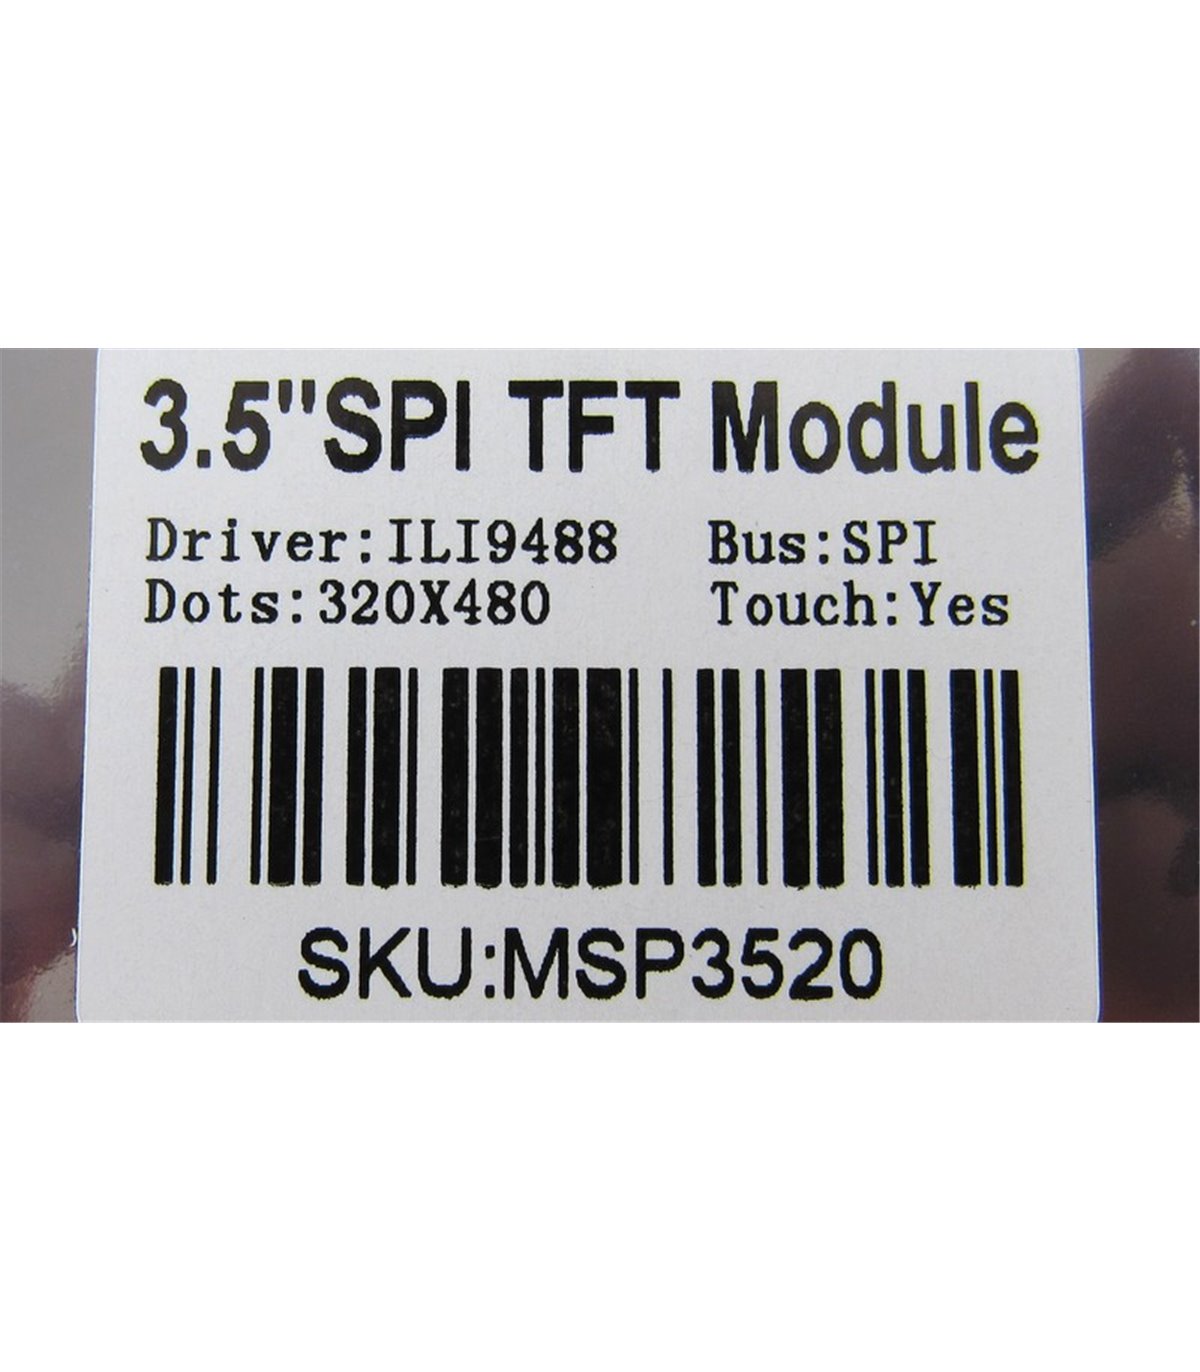 3.5"SPI TFT Module
Driver:ILI9488 Bus:SPI
Dots:320X480 Touch:Yes
SKU:MSP3520